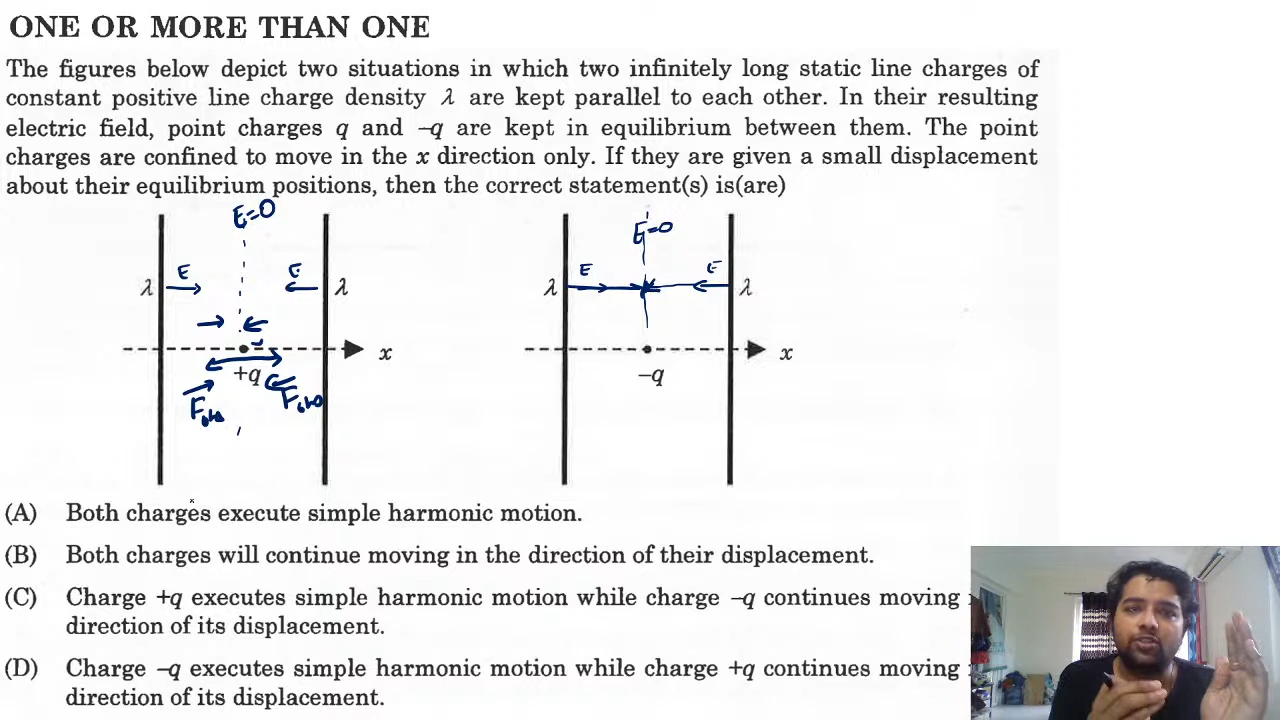 ONE OR MORE THAN ONE
The figures below depict two situations in which two infinitely long static line charges of
constant positive line charge density λ are kept parallel to each other. In their resulting
electric field, point charges q and –q are kept in equilibrium between them. The point
charges are confined to move in the x direction only. If they are given a small displacement
about their equilibrium positions, then the correct statement(s) is(are)
E=0 E=0
E E E E
λ λ λ λ
x x
+q –q
(A) Both charges execute simple harmonic motion.
(B) Both charges will continue moving in the direction of their displacement.
(C) Charge +q executes simple harmonic motion while charge –q continues moving
direction of its displacement.
(D) Charge –q executes simple harmonic motion while charge +q continues moving
direction of its displacement.